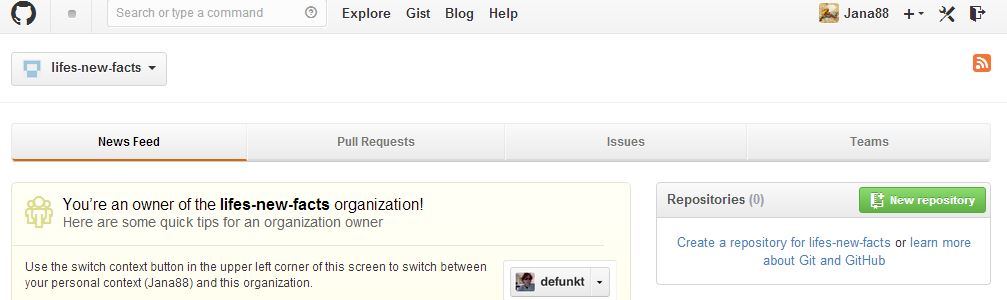 Search or type a command
Explore Gist Blog Help
Jana88
lifes-new-facts
News Feed Pull Requests Issues Teams
You're an owner of the lifes-new-facts organization!
Here are some quick tips for an organization owner
Use the switch context button in the upper left corner of this screen to switch between
your personal context (Jana88) and this organization.
defunkt
Repositories (0) New repository
Create a repository for lifes-new-facts or learn more
about Git and GitHub